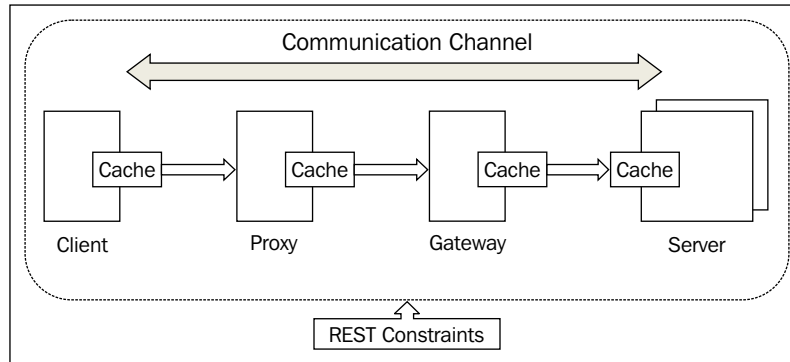 Communication Channel
Cache
Cache
Cache
Cache
Client
Proxy
Gateway
Server
REST Constraints